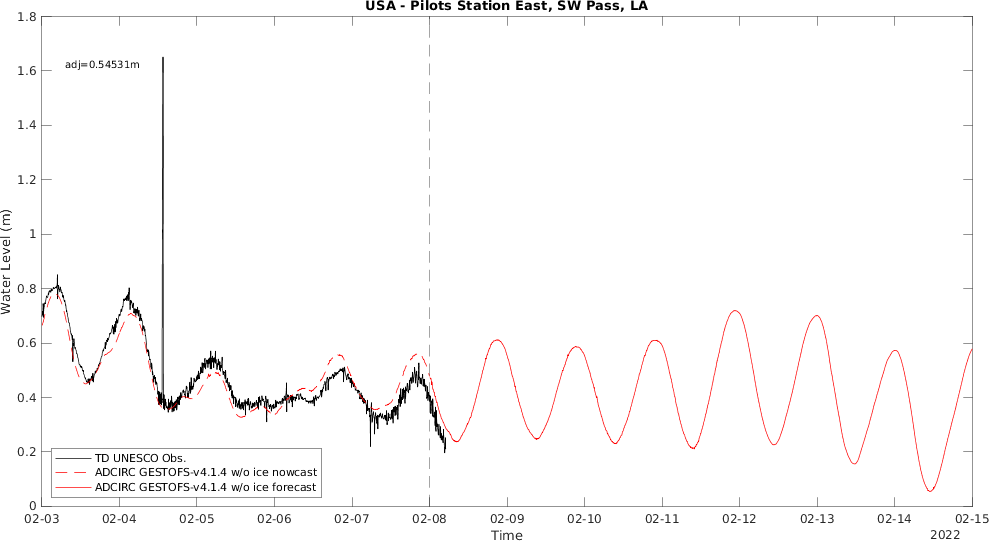 USA - Pilots Station East, SW Pass, LA
1.8
adj=0.54531m
1.6
1.4
1.2
1
0.8
0.6
0.4
0.2
0
Water Level (m)
TD UNESCO Obs.
ADCIRC GESTOFS-v4.1.4 w/o ice nowcast
ADCIRC GESTOFS-v4.1.4 w/o ice forecast
02-03 02-04 02-05 02-06 02-07 02-08 02-09 02-10 02-11 02-12 02-13 02-14 02-15
Time
2022